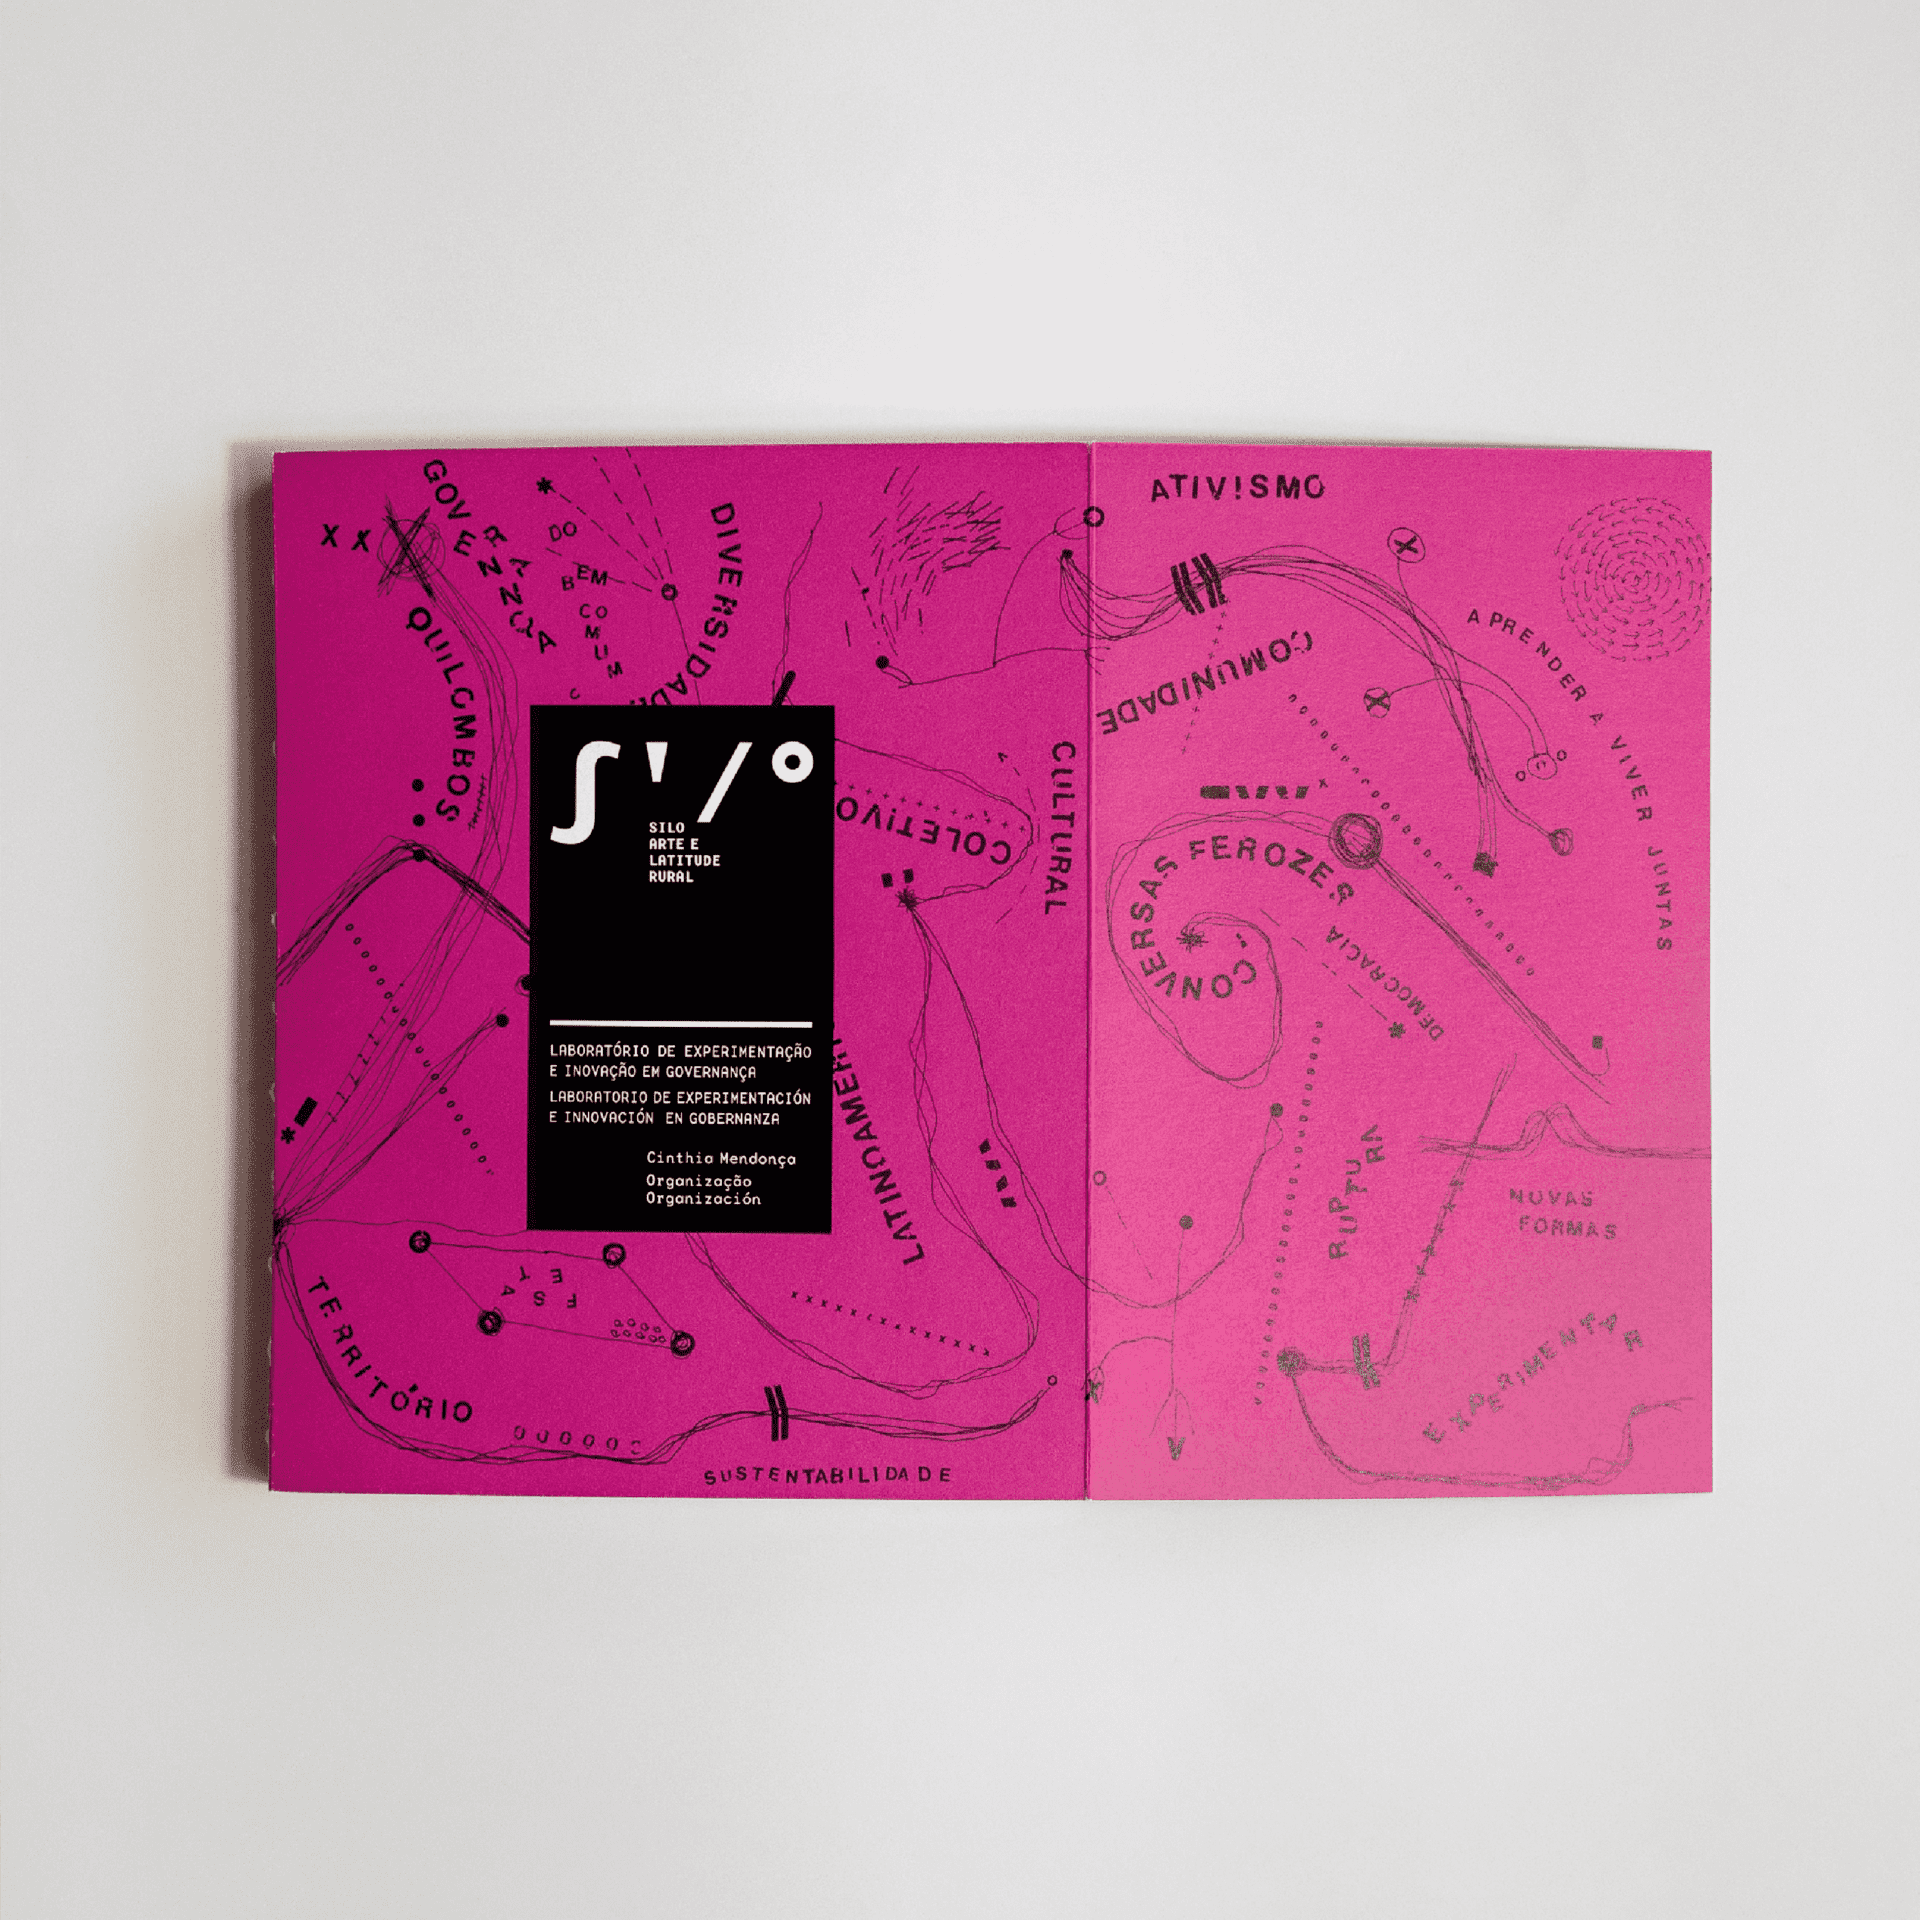 GOVERNANÇA
DO
BEM
COMUM
DIVERSIDADE
X X
QUILOMBOS
SILO
ARTE E
LATITUDE
RURAL
LABORATÓRIO DE EXPERIMENTAÇÃO
E INOVAÇÃO EM GOVERNANÇA
LABORATORIO DE EXPERIMENTACIÓN
E INNOVACIÓN EN GOBERNANZA
Cinthia Mendonça
Organização
Organización
COLETIVO
CULTURAL
LATINOAMERI
FESTA
TERRITÓRIO
SUSTENTABILIDADE
ATIV!SMO
COMUNIDADE
APRENDER A VIVER JUNTAS
CONVERSAS FEROZES
DEMOCRACIA
RUPTURA
NOVAS
FORMAS
EXPERIMENTAR